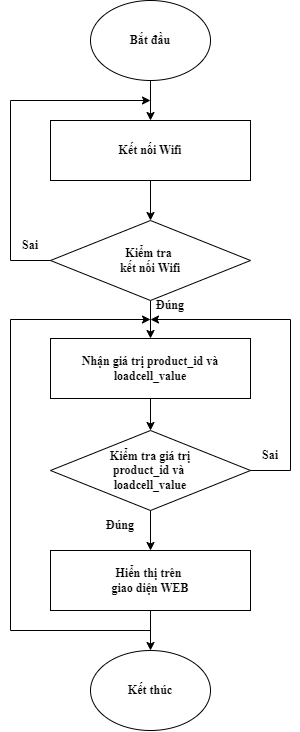 Bắt đầu
Kết nối Wifi
Kiểm tra
kết nối Wifi
Sai
Đúng
Nhận giá trị product_id và
loadcell_value
Kiểm tra giá trị
product_id và
loadcell_value
Sai
Đúng
Hiển thị trên
giao diện WEB
Kết thúc